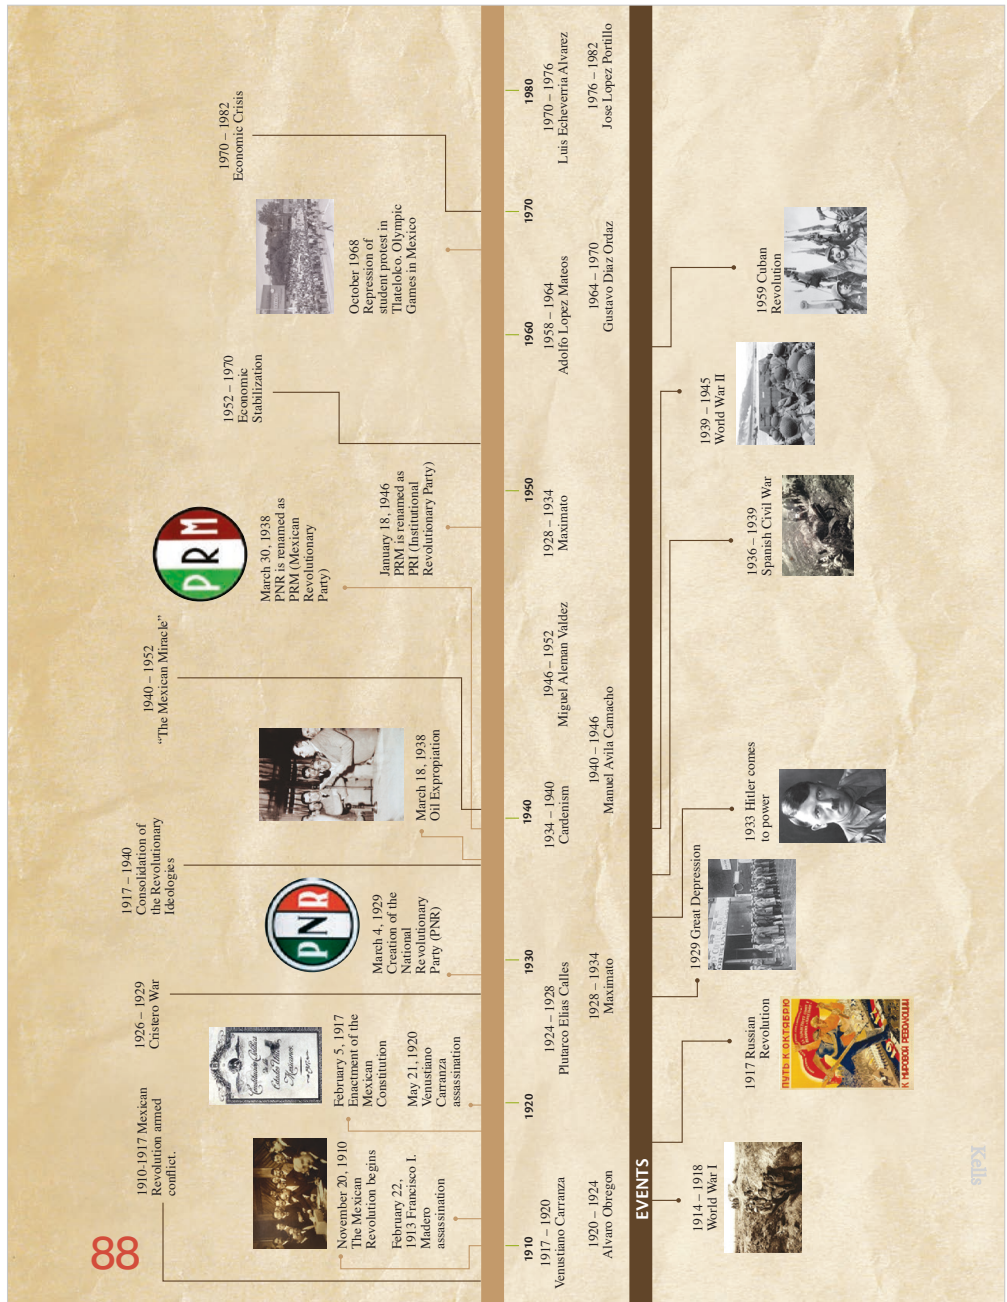 88
1910-1917 Mexican
Revolution armed
conflict.
1926 – 1929
Cristero War
1917 – 1940
Consolidation of
the Revolutionary
Ideologies
1940 – 1952
“The Mexican Miracle”
1952 – 1970
Economic
Stabilization
1970 – 1982
Economic Crisis
November 20, 1910
The Mexican
Revolution begins
February 22,
1913 Francisco I.
Madero
assassination
February 5, 1917
Enactment of the
Mexican
Constitution
May 21, 1920
Venustiano
Carranza
assassination
PNR
March 4, 1929
Creation of the
National
Revolutionary
Party (PNR)
March 18, 1938
Oil Expropiation
PRM
March 30, 1938
PNR is renamed as
PRM (Mexican
Revolutionary
Party)
January 18, 1946
PRM is renamed as
PRI (Institutional
Revolutionary Party)
October 1968
Repression of
student protest in
Tlatelolco. Olympic
Games in Mexico
1910
1920
1930
1940
1950
1960
1970
1980
1917 – 1920
Venustiano Carranza
1920 – 1924
Alvaro Obregon
1924 – 1928
Plutarco Elias Calles
1928 – 1934
Maximato
1934 – 1940
Cardenism
1940 – 1946
Manuel Avila Camacho
1946 – 1952
Miguel Aleman Valdez
1928 – 1934
Maximato
1958 – 1964
Adolfo Lopez Mateos
1964 – 1970
Gustavo Diaz Ordaz
1970 – 1976
Luis Echeverria Alvarez
1976 – 1982
Jose Lopez Portillo
EVENTS
1914 – 1918
World War I
1917 Russian
Revolution
ПУТЬ К ОКТЯБРЮ
К МИРОВОЙ РЕВОЛЮЦИИ
1929 Great Depression
1933 Hitler comes
to power
1936 – 1939
Spanish Civil War
1939 – 1945
World War II
1959 Cuban
Revolution
Kells